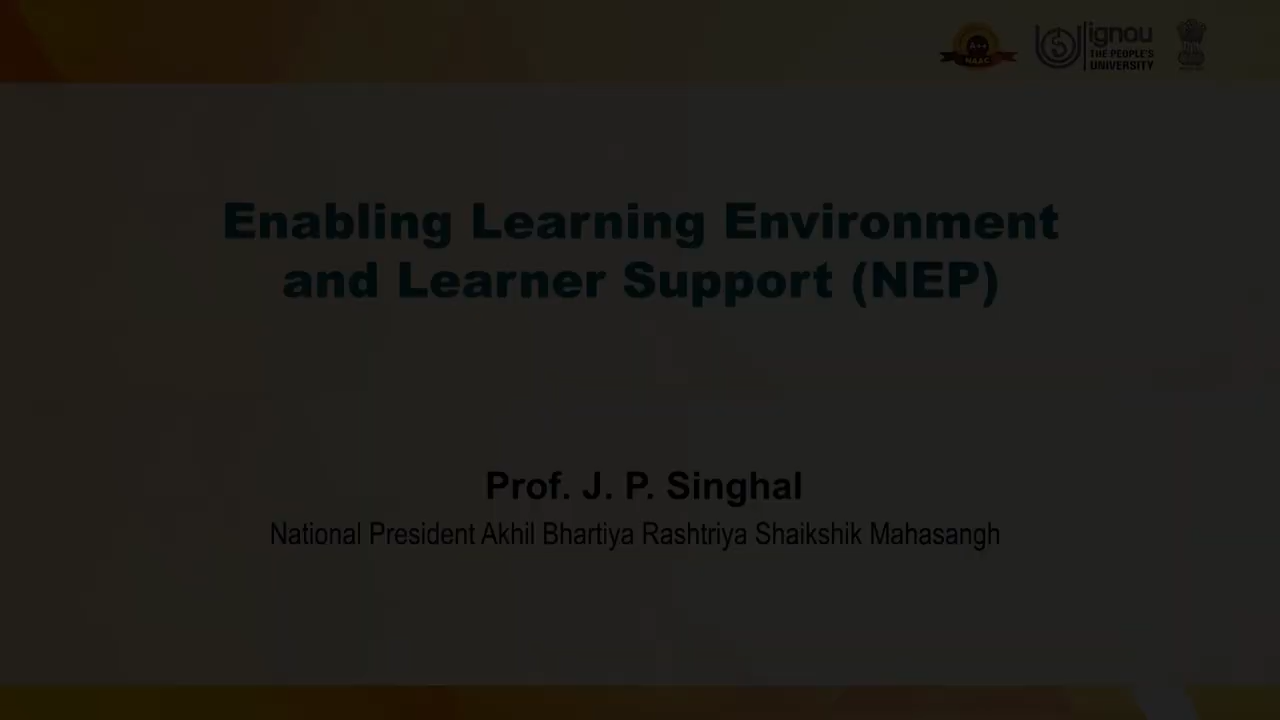 A++
NAAC
ignou
THE PEOPLE'S
UNIVERSITY
Enabling Learning Environment
and Learner Support (NEP)
Prof. J. P. Singhal
National President Akhil Bhartiya Rashtriya Shaikshik Mahasangh